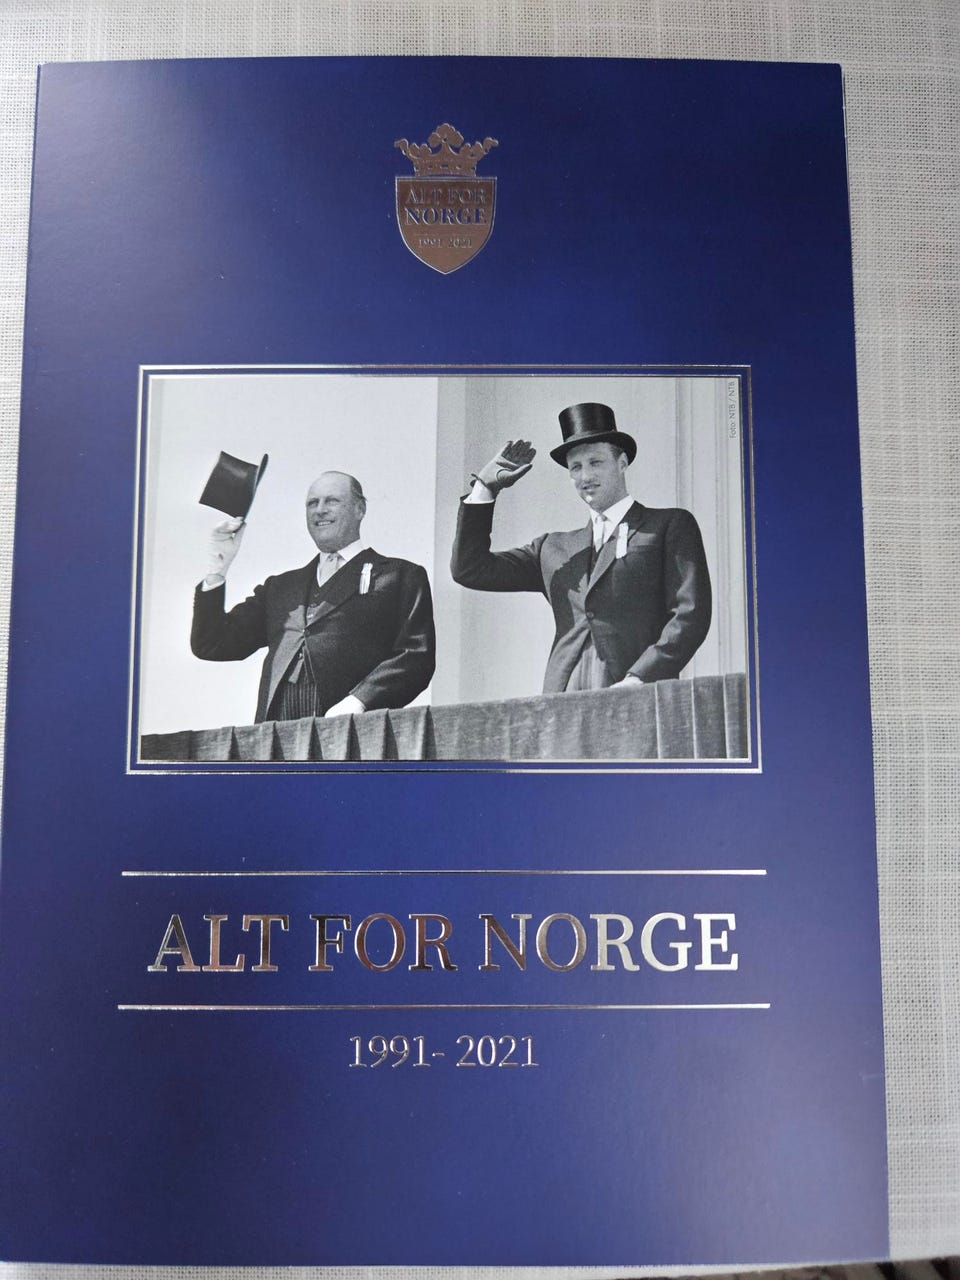 ALT FOR
NORGE
1991-2021
Foto: NTB / NTB
ALT FOR NORGE
1991- 2021